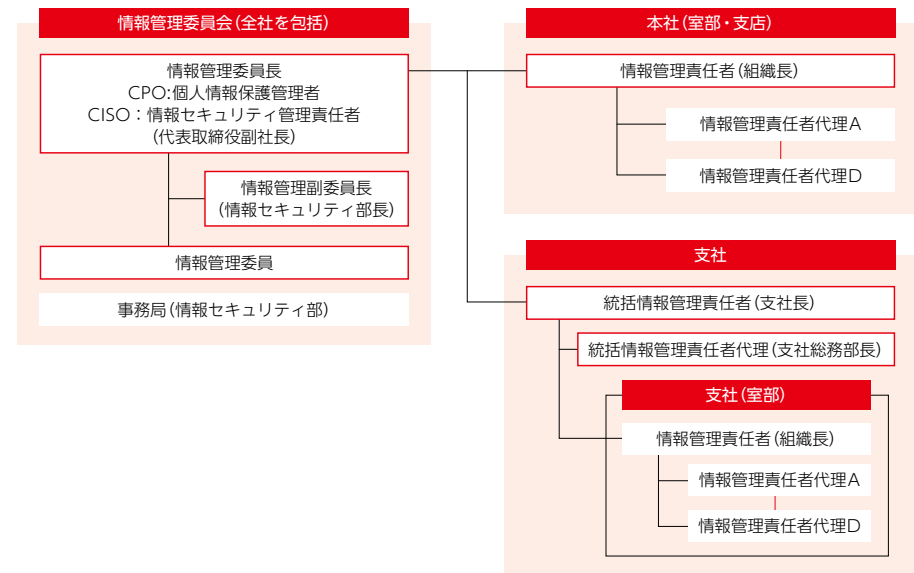 情報管理委員会(全社を包括)
情報管理委員長
CPO:個人情報保護管理者
CISO：情報セキュリティ管理責任者
(代表取締役副社長)
情報管理副委員長
(情報セキュリティ部長)
情報管理委員
事務局(情報セキュリティ部)
本社(室部・支店)
情報管理責任者(組織長)
情報管理責任者代理A
情報管理責任者代理D
支社
統括情報管理責任者(支社長)
統括情報管理責任者代理(支社総務部長)
支社(室部)
情報管理責任者(組織長)
情報管理責任者代理A
情報管理責任者代理D